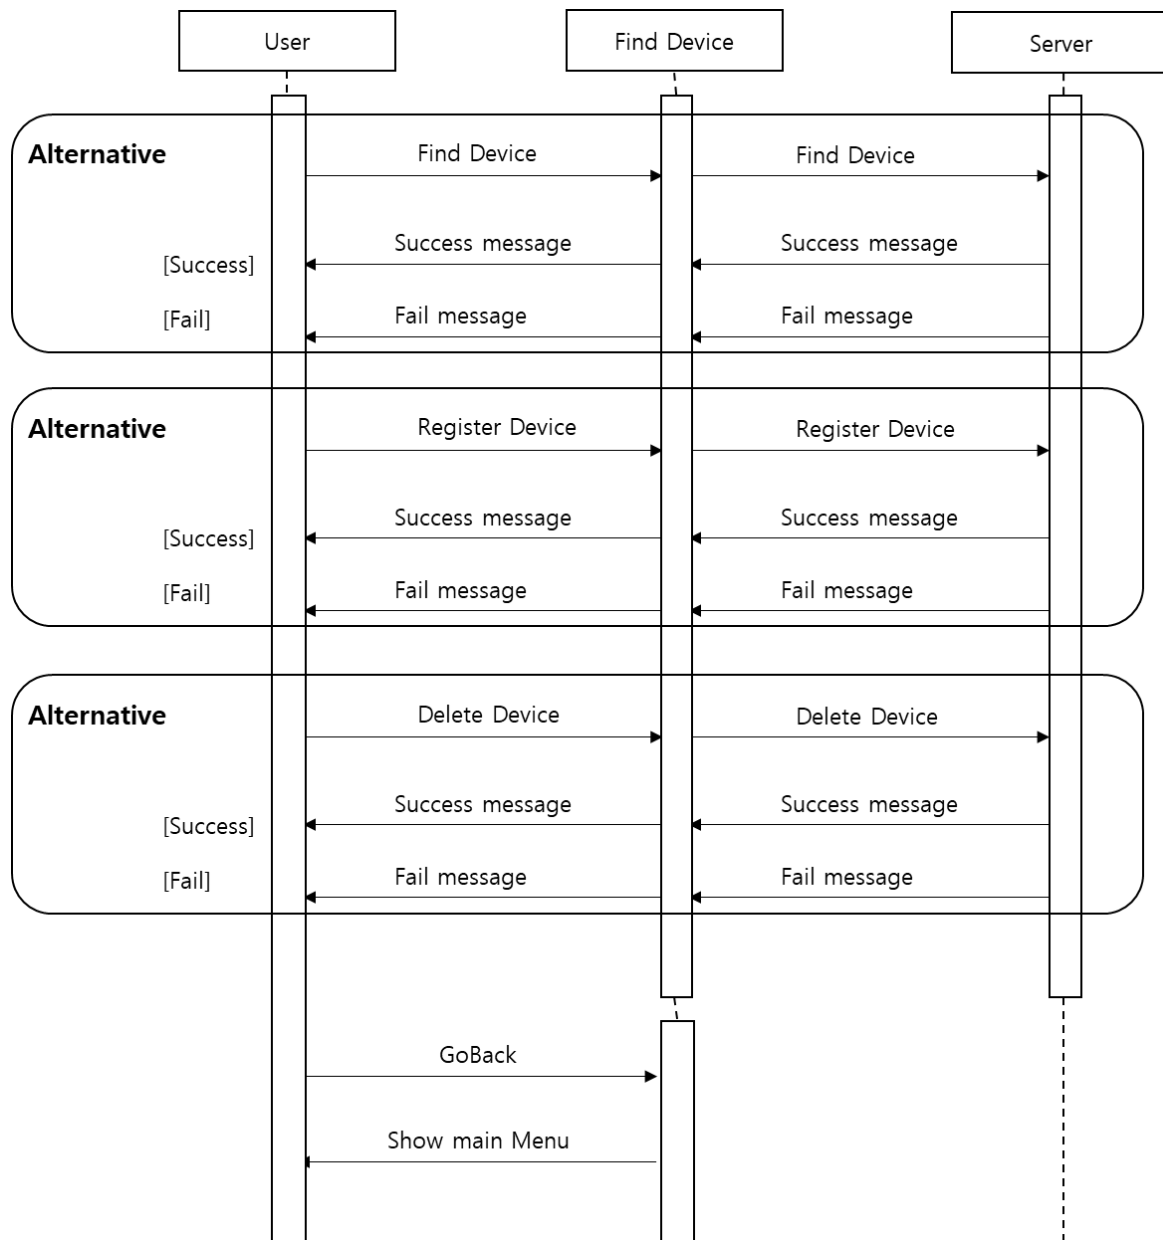 User
Find Device
Server
Alternative
Find Device
Find Device
Success message
Success message
[Success]
Fail message
Fail message
[Fail]
Alternative
Register Device
Register Device
Success message
Success message
[Success]
Fail message
Fail message
[Fail]
Alternative
Delete Device
Delete Device
Success message
Success message
[Success]
Fail message
Fail message
[Fail]
GoBack
Show main Menu